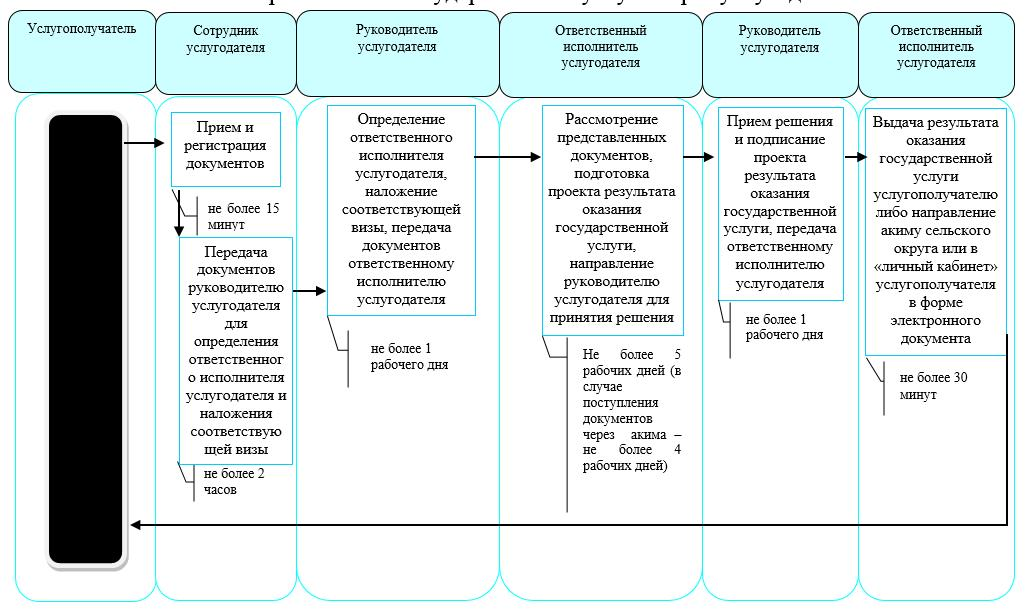 Услугополучатель
Сотрудник
услугодателя
Руководитель
услугодателя
Ответственный
исполнитель
услугодателя
Руководитель
услугодателя
Ответственный
исполнитель
услугодателя
Прием и
регистрация
документов
не более 15
минут
Передача
документов
руководителю
услугодателя
для
определения
ответственног
о исполнителя
услугодателя и
наложения
соответствую
щей визы
не более 2
часов
Определение
ответственного
исполнителя
услугодателя,
наложение
соответствующей
визы, передача
документов
ответственному
исполнителю
услугодателя
не более 1
рабочего дня
Рассмотрение
представленных
документов,
подготовка
проекта результата
оказания
государственной
услуги,
направление
руководителю
услугодателя для
принятия решения
Не более 5
рабочих дней (в
случае
поступления
документов
через акима –
не более 4
рабочих дней)
Прием решения
и подписание
проекта
результата
оказания
государственной
услуги, передача
ответственному
исполнителю
услугодателя
не более 1
рабочего дня
Выдача результата
оказания
государственной
услуги
услугополучателю
либо направление
акиму сельского
округа или в
«личный кабинет»
услугополучателя
в форме
электронного
документа
не более 30
минут